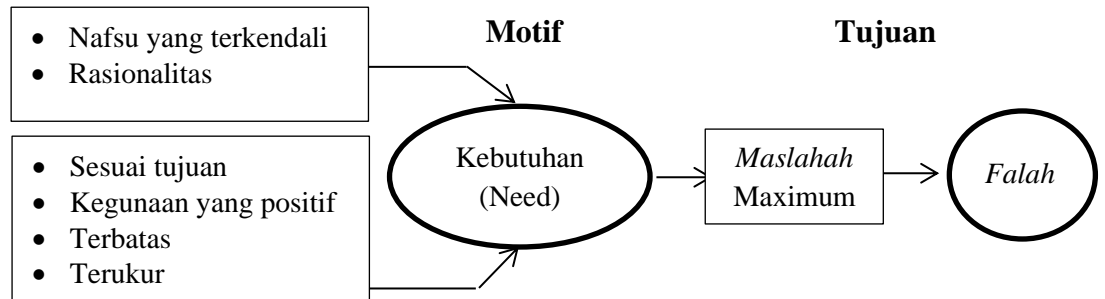 • Nafsu yang terkendali
• Rasionalitas
Motif
Tujuan
• Sesuai tujuan
• Kegunaan yang positif
• Terbatas
• Terukur
Kebutuhan
(Need)
Maslahah
Maximum
Falah